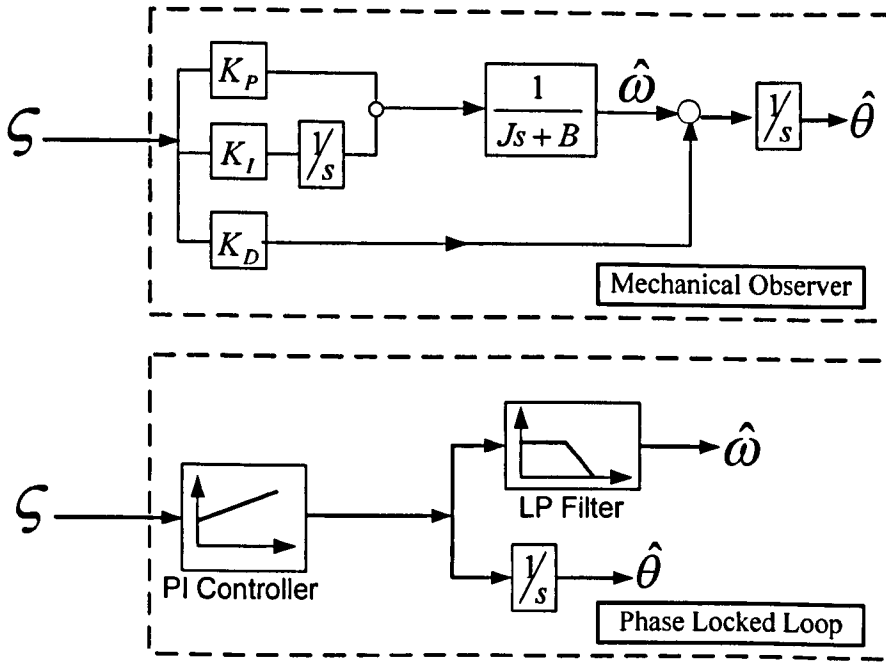 K_P
ς
K_I
1/s
K_D
1
Js + B
ω̂
1/s
θ̂
Mechanical Observer
ς
PI Controller
LP Filter
ω̂
1/s
θ̂
Phase Locked Loop